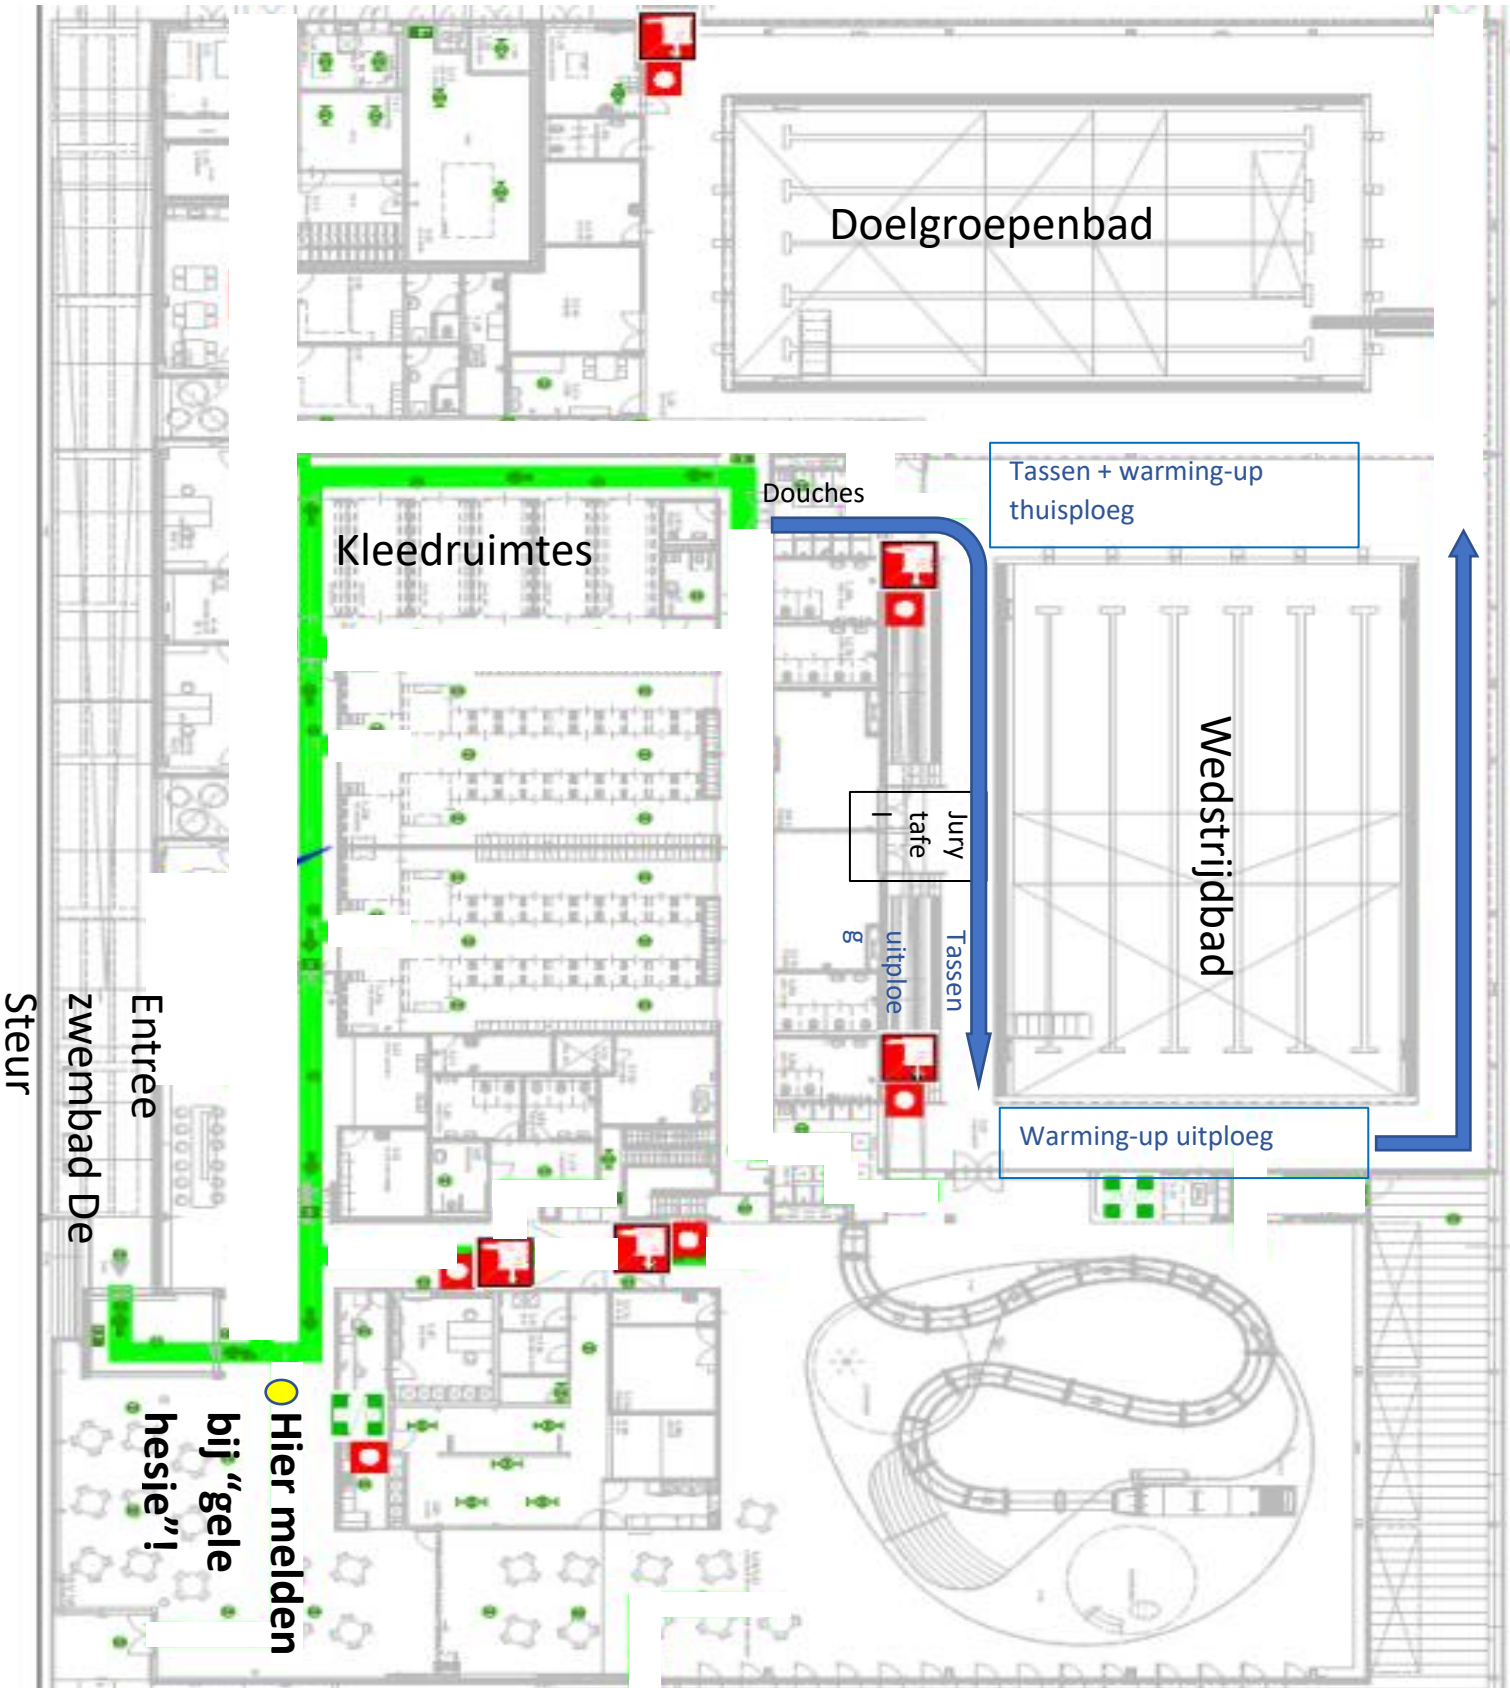 Doelgroepenbad
Tassen + warming-up
thuisploeg
Douches
Kleedruimtes
Wedstrijdbad
Jury
tafe
l
Tassen
uitploe
g
Entree
zwembad De
Steur
Warming-up uitploeg
Hier melden
bij “gele
hesje”!